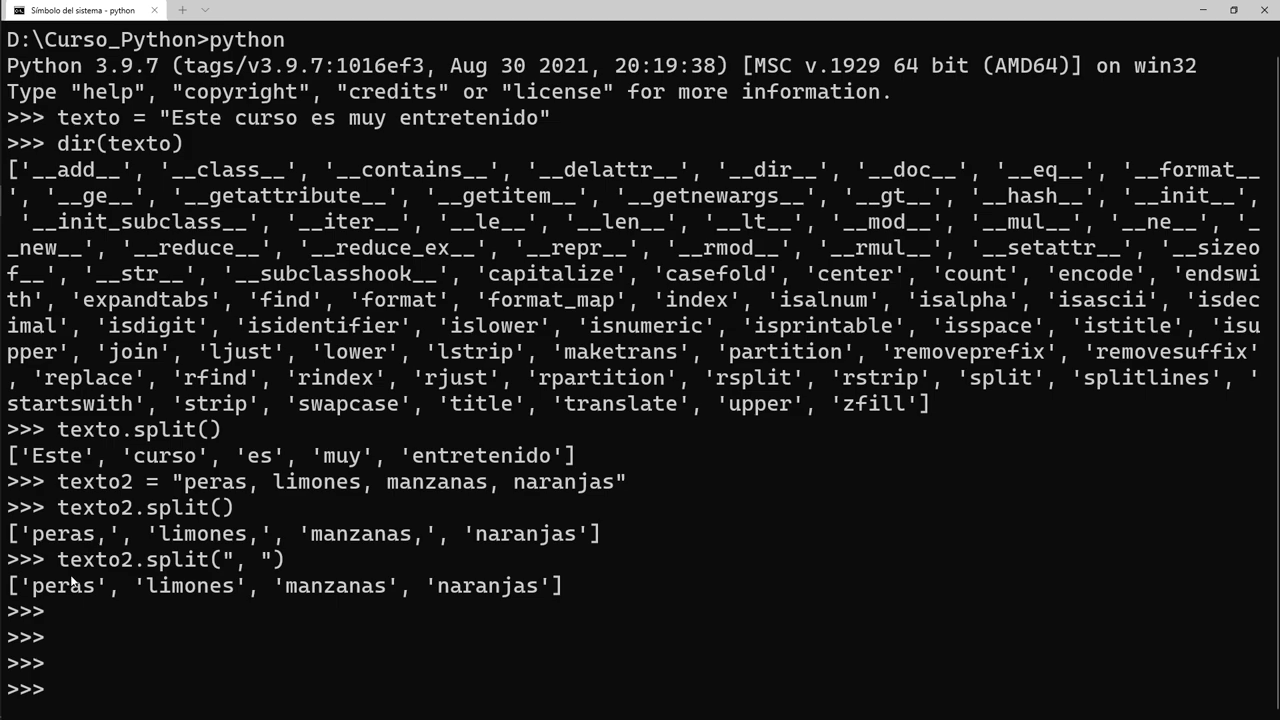 Símbolo del sistema - python
D:\Curso_Python>python
Python 3.9.7 (tags/v3.9.7:1016ef3, Aug 30 2021, 20:19:38) [MSC v.1929 64 bit (AMD64)] on win32
Type "help", "copyright", "credits" or "license" for more information.
>>> texto = "Este curso es muy entretenido"
>>> dir(texto)
['__add__', '__class__', '__contains__', '__delattr__', '__dir__', '__doc__', '__eq__', '__format__
', '__ge__', '__getattribute__', '__getitem__', '__getnewargs__', '__gt__', '__hash__', '__init__',
 '__init_subclass__', '__iter__', '__le__', '__len__', '__lt__', '__mod__', '__mul__', '__ne__', '_
_new__', '__reduce__', '__reduce_ex__', '__repr__', '__rmod__', '__rmul__', '__setattr__', '__sizeo
f__', '__str__', '__subclasshook__', 'capitalize', 'casefold', 'center', 'count', 'encode', 'endswi
th', 'expandtabs', 'find', 'format', 'format_map', 'index', 'isalnum', 'isalpha', 'isascii', 'isdec
imal', 'isdigit', 'isidentifier', 'islower', 'isnumeric', 'isprintable', 'isspace', 'istitle', 'isu
pper', 'join', 'ljust', 'lower', 'lstrip', 'maketrans', 'partition', 'removeprefix', 'removesuffix'
, 'replace', 'rfind', 'rindex', 'rjust', 'rpartition', 'rsplit', 'rstrip', 'split', 'splitlines', '
startswith', 'strip', 'swapcase', 'title', 'translate', 'upper', 'zfill']
>>> texto.split()
['Este', 'curso', 'es', 'muy', 'entretenido']
>>> texto2 = "peras, limones, manzanas, naranjas"
>>> texto2.split()
['peras,', 'limones,', 'manzanas,', 'naranjas']
>>> texto2.split(", ")
['peras', 'limones', 'manzanas', 'naranjas']
>>>
>>>
>>>
>>>